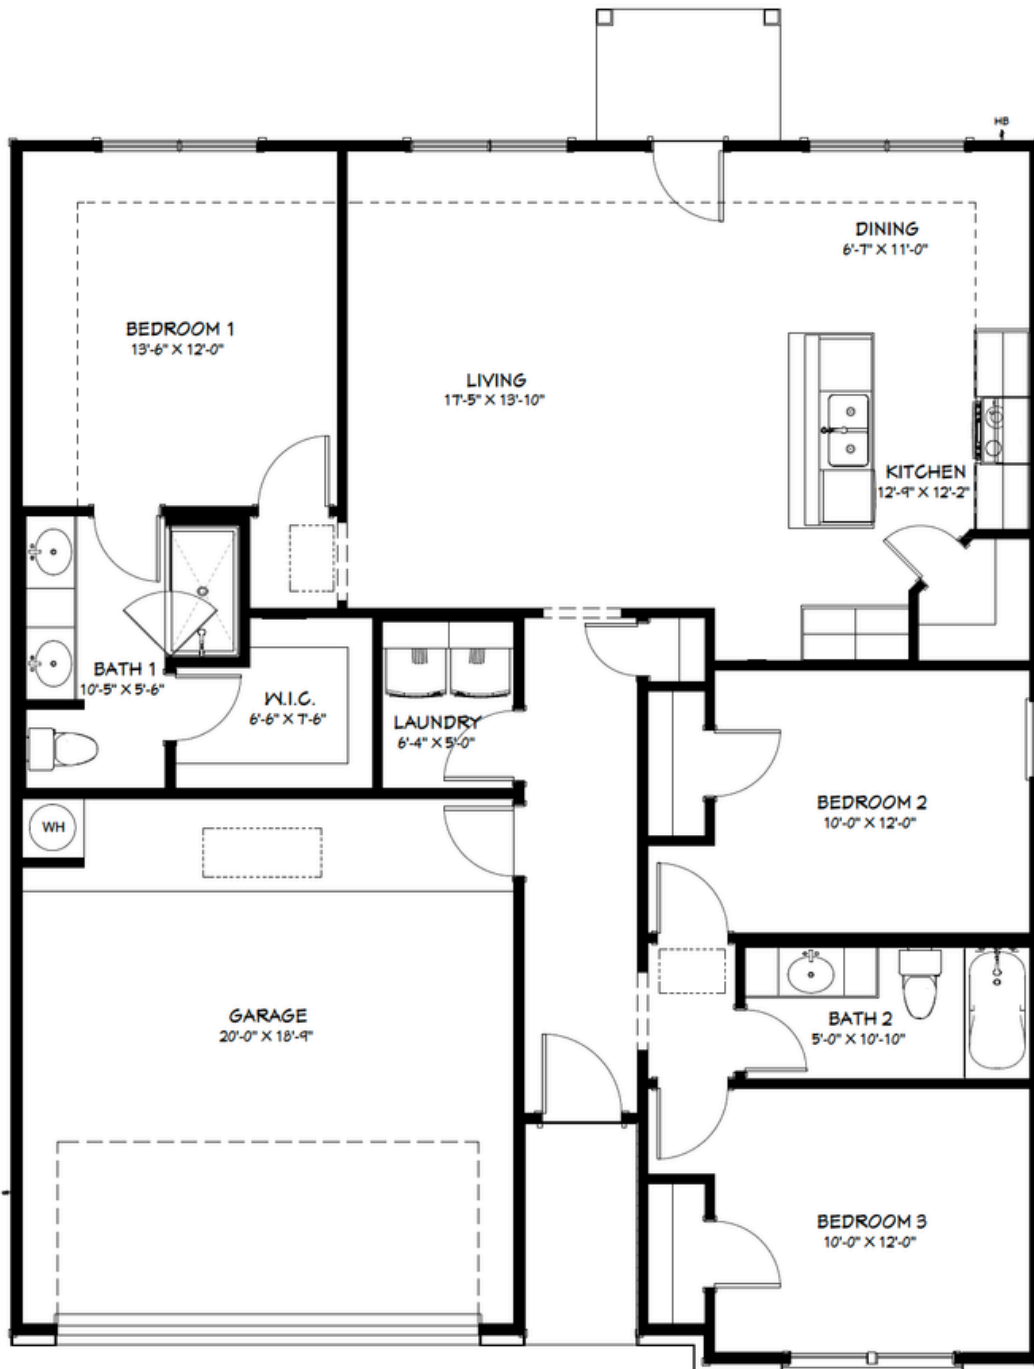 HB
DINING
6'-7" X 11'-0"
BEDROOM 1
13'-6" X 12'-0"
LIVING
17'-5" X 13'-10"
KITCHEN
12'-9" X 12'-2"
BATH 1
10'-5" X 5'-6"
W.I.C.
6'-6" X 7'-6"
LAUNDRY
6'-4" X 5'-0"
WH
BEDROOM 2
10'-0" X 12'-0"
GARAGE
20'-0" X 18'-9"
BATH 2
5'-0" X 10'-10"
BEDROOM 3
10'-0" X 12'-0"